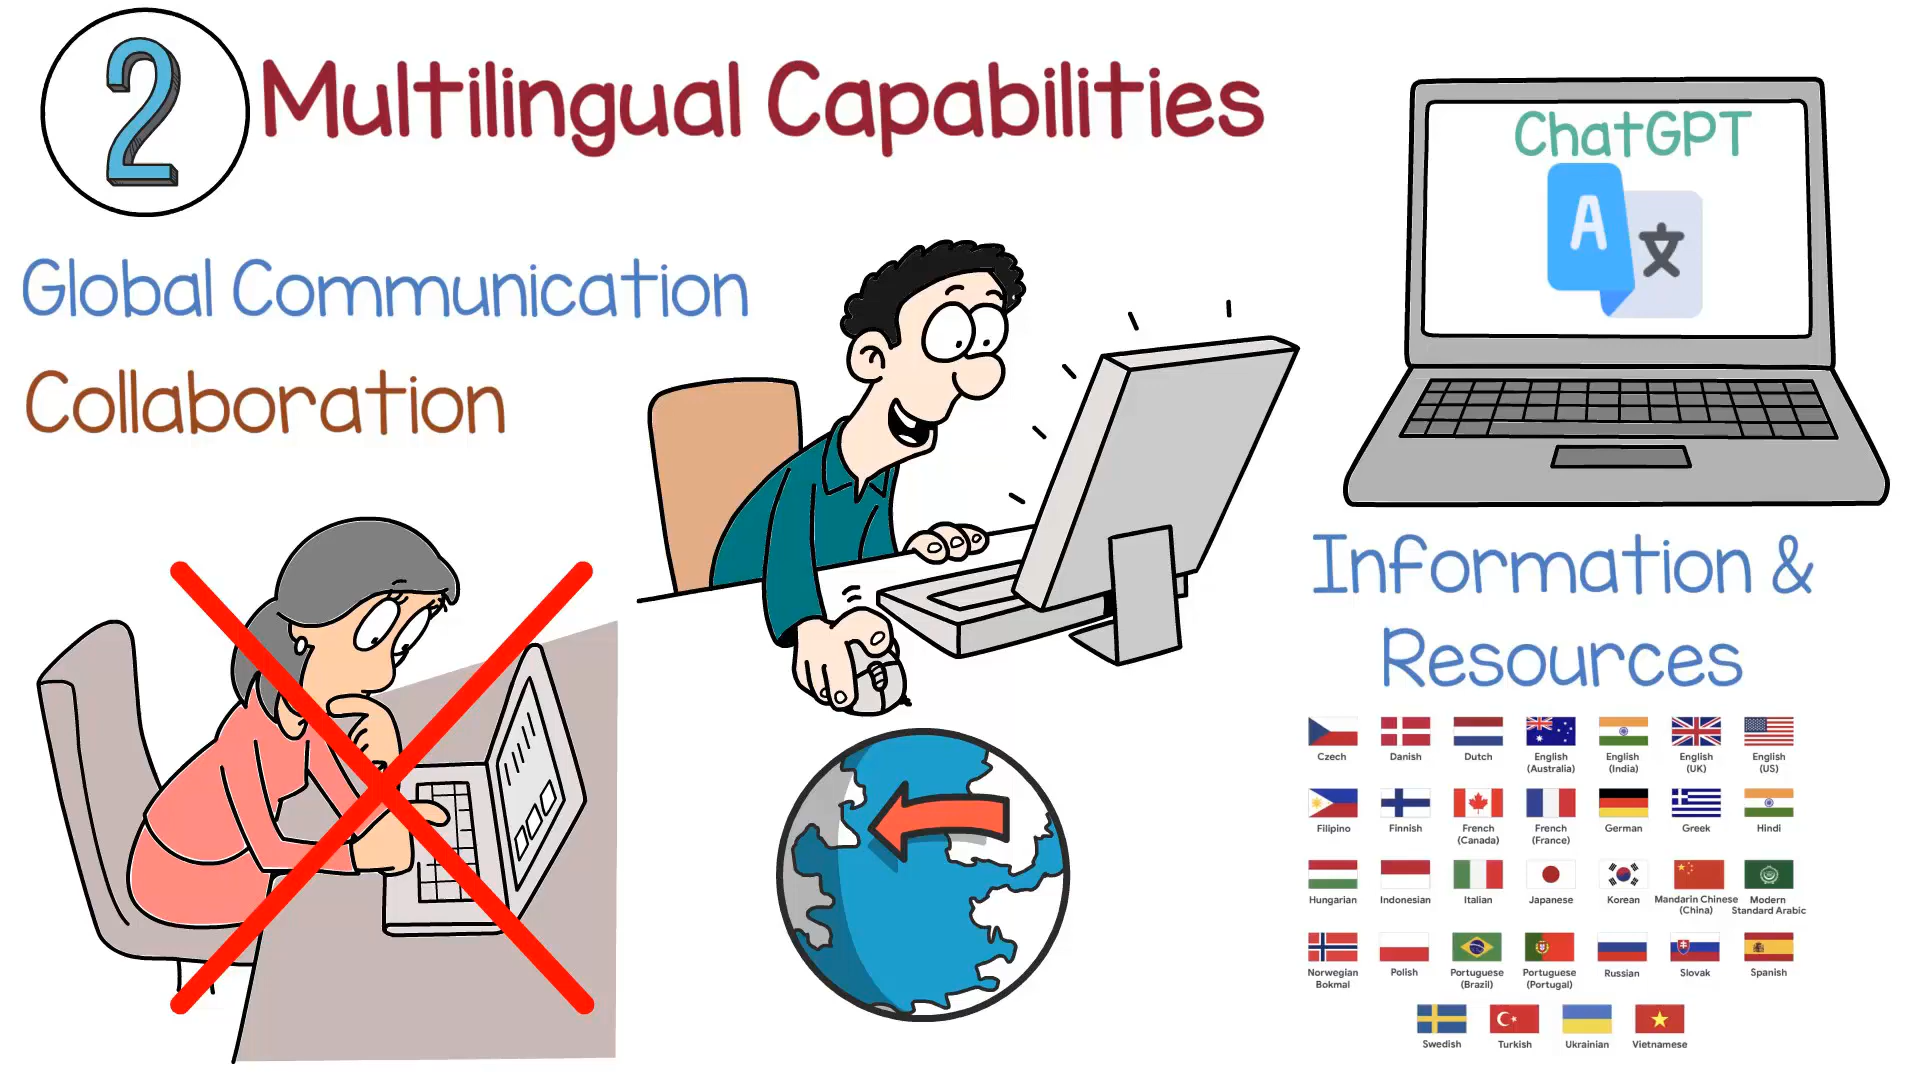 2
Multilingual Capabilities
ChatGPT
A 文
Global Communication
Collaboration
Information &
Resources
Czech Danish Dutch English (Australia) English (India) English (UK) English (US)
Filipino Finnish French (Canada) French (France) German Greek Hindi
Hungarian Indonesian Italian Japanese Korean Mandarin Chinese (China) Modern Standard Arabic
Norwegian Bokmal Polish Portuguese (Brazil) Portuguese (Portugal) Russian Slovak Spanish
Swedish Turkish Ukrainian Vietnamese